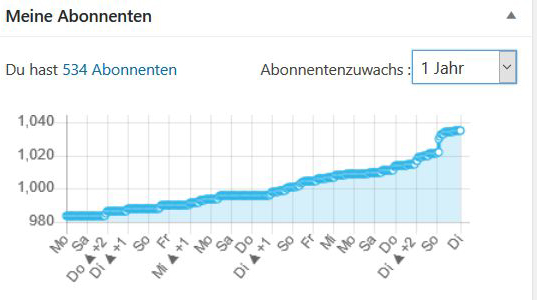 Meine Abonnenten ▲
Du hast 534 Abonnenten Abonnentenzuwachs : 1 Jahr
1,040
1,020
1,000
980
Mo Sa Do ▲ +2 Di ▲ +1 So Fr Mi ▲ +1 Mo Sa Do Di ▲ +1 So Fr Mi Mo Sa Do Di ▲ +2 So Di